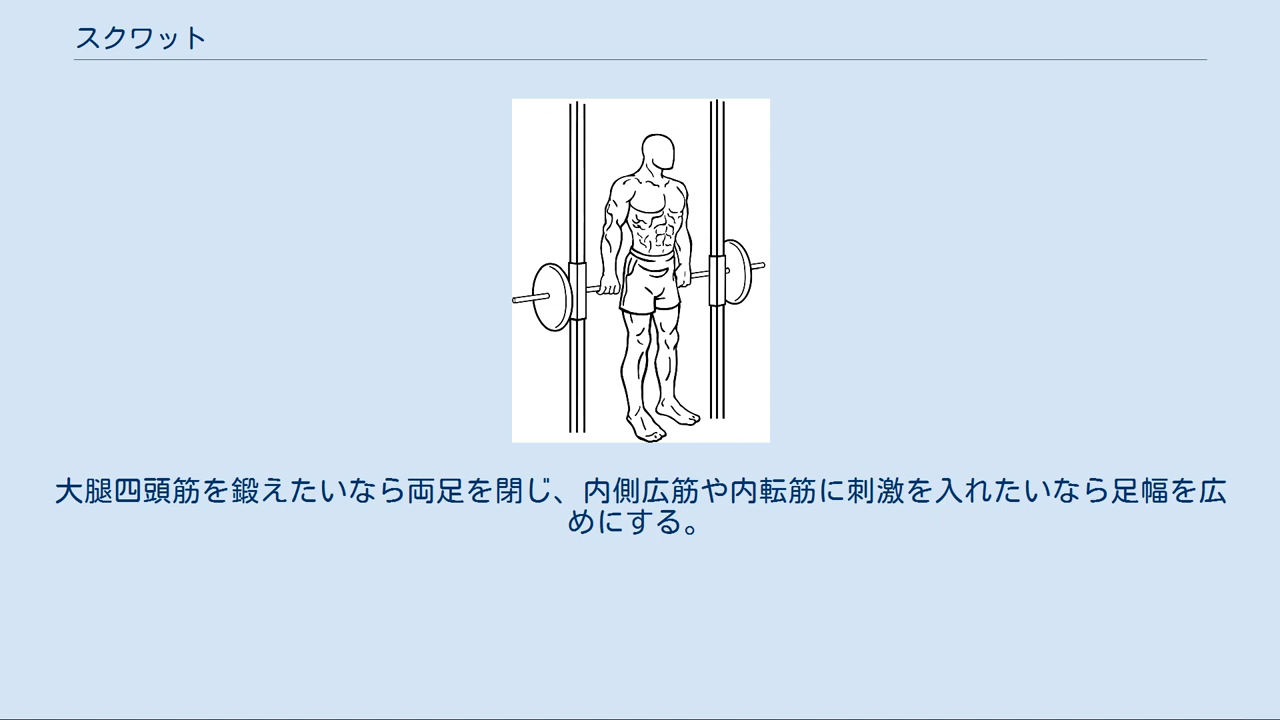 スクワット
大腿四頭筋を鍛えたいなら両足を閉じ、内側広筋や内転筋に刺激を入れたいなら足幅を広
めにする。